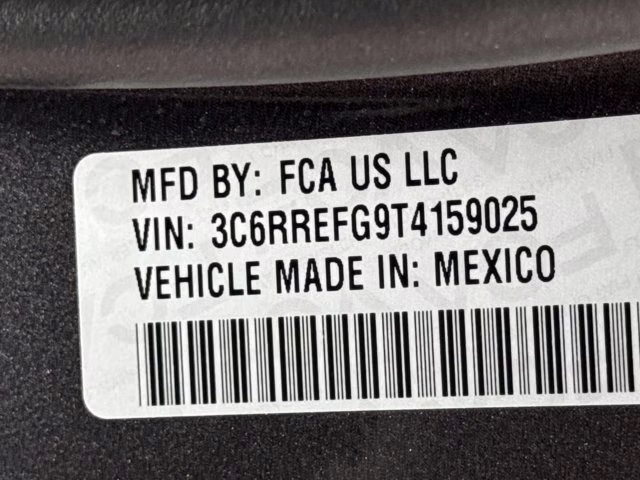 MFD BY: FCA US LLC
VIN: 3C6RREFG9T4159025
VEHICLE MADE IN: MEXICO